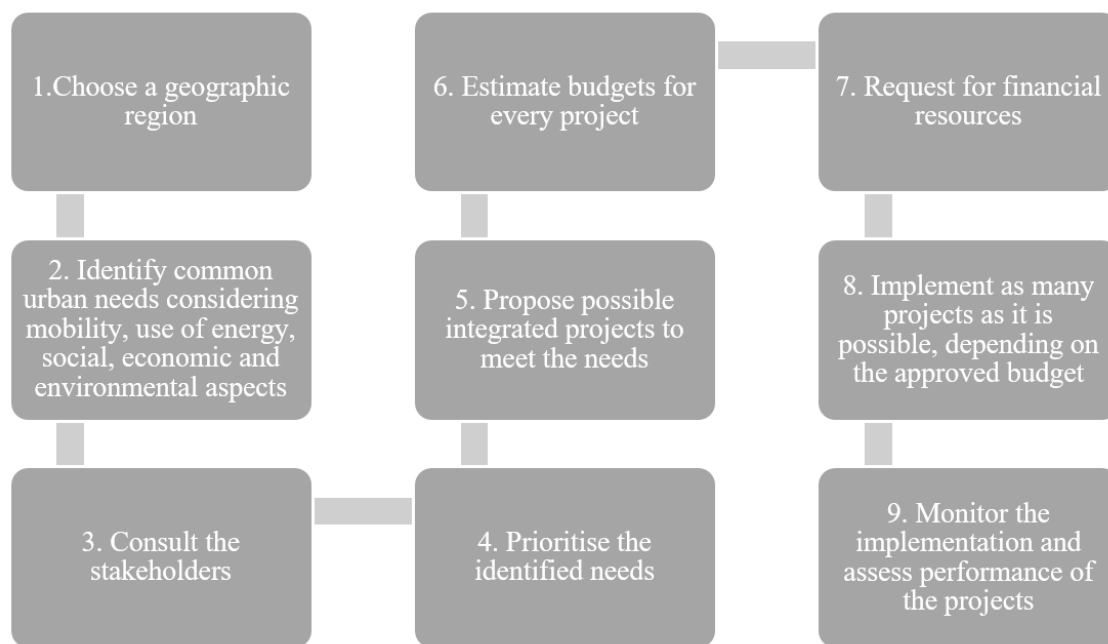 1.Choose a geographic
region
2. Identify common
urban needs considering
mobility, use of energy,
social, economic and
environmental aspects
3. Consult the
stakeholders
4. Prioritise the
identified needs
5. Propose possible
integrated projects to
meet the needs
6. Estimate budgets for
every project
7. Request for financial
resources
8. Implement as many
projects as it is
possible, depending on
the approved budget
9. Monitor the
implementation and
assess performance of
the projects